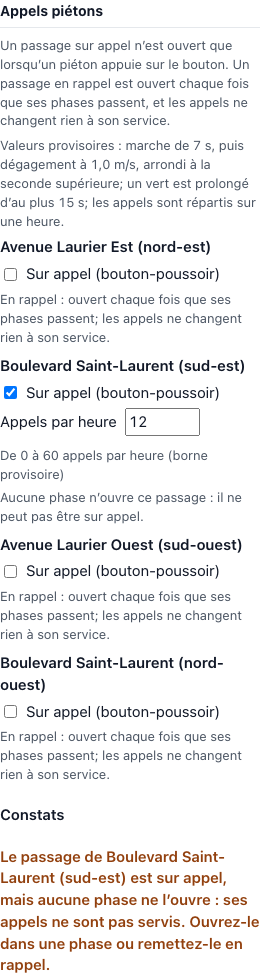 Appels piétons
Un passage sur appel n’est ouvert que
lorsqu’un piéton appuie sur le bouton. Un
passage en rappel est ouvert chaque fois
que ses phases passent, et les appels ne
changent rien à son service.
Valeurs provisoires : marche de 7 s, puis
dégagement à 1,0 m/s, arrondi à la
seconde supérieure; un vert est prolongé
d’au plus 15 s; les appels sont répartis sur
une heure.
Avenue Laurier Est (nord-est)
Sur appel (bouton-poussoir)
En rappel : ouvert chaque fois que ses
phases passent; les appels ne changent
rien à son service.
Boulevard Saint-Laurent (sud-est)
Sur appel (bouton-poussoir)
Appels par heure 12
De 0 à 60 appels par heure (borne
provisoire)
Aucune phase n’ouvre ce passage : il ne
peut pas être sur appel.
Avenue Laurier Ouest (sud-ouest)
Sur appel (bouton-poussoir)
En rappel : ouvert chaque fois que ses
phases passent; les appels ne changent
rien à son service.
Boulevard Saint-Laurent (nord-
ouest)
Sur appel (bouton-poussoir)
En rappel : ouvert chaque fois que ses
phases passent; les appels ne changent
rien à son service.
Constats
Le passage de Boulevard Saint-
Laurent (sud-est) est sur appel,
mais aucune phase ne l’ouvre : ses
appels ne sont pas servis. Ouvrez-le
dans une phase ou remettez-le en
rappel.